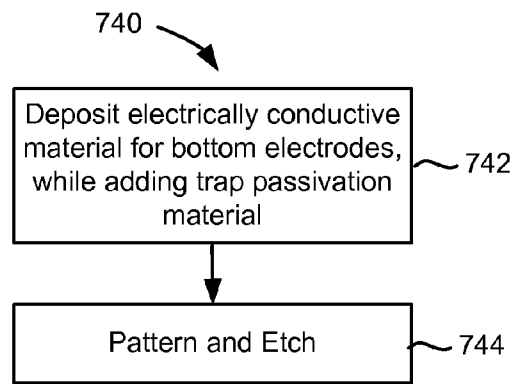 740
Deposit electrically conductive
material for bottom electrodes,
while adding trap passivation
material
742
Pattern and Etch
744